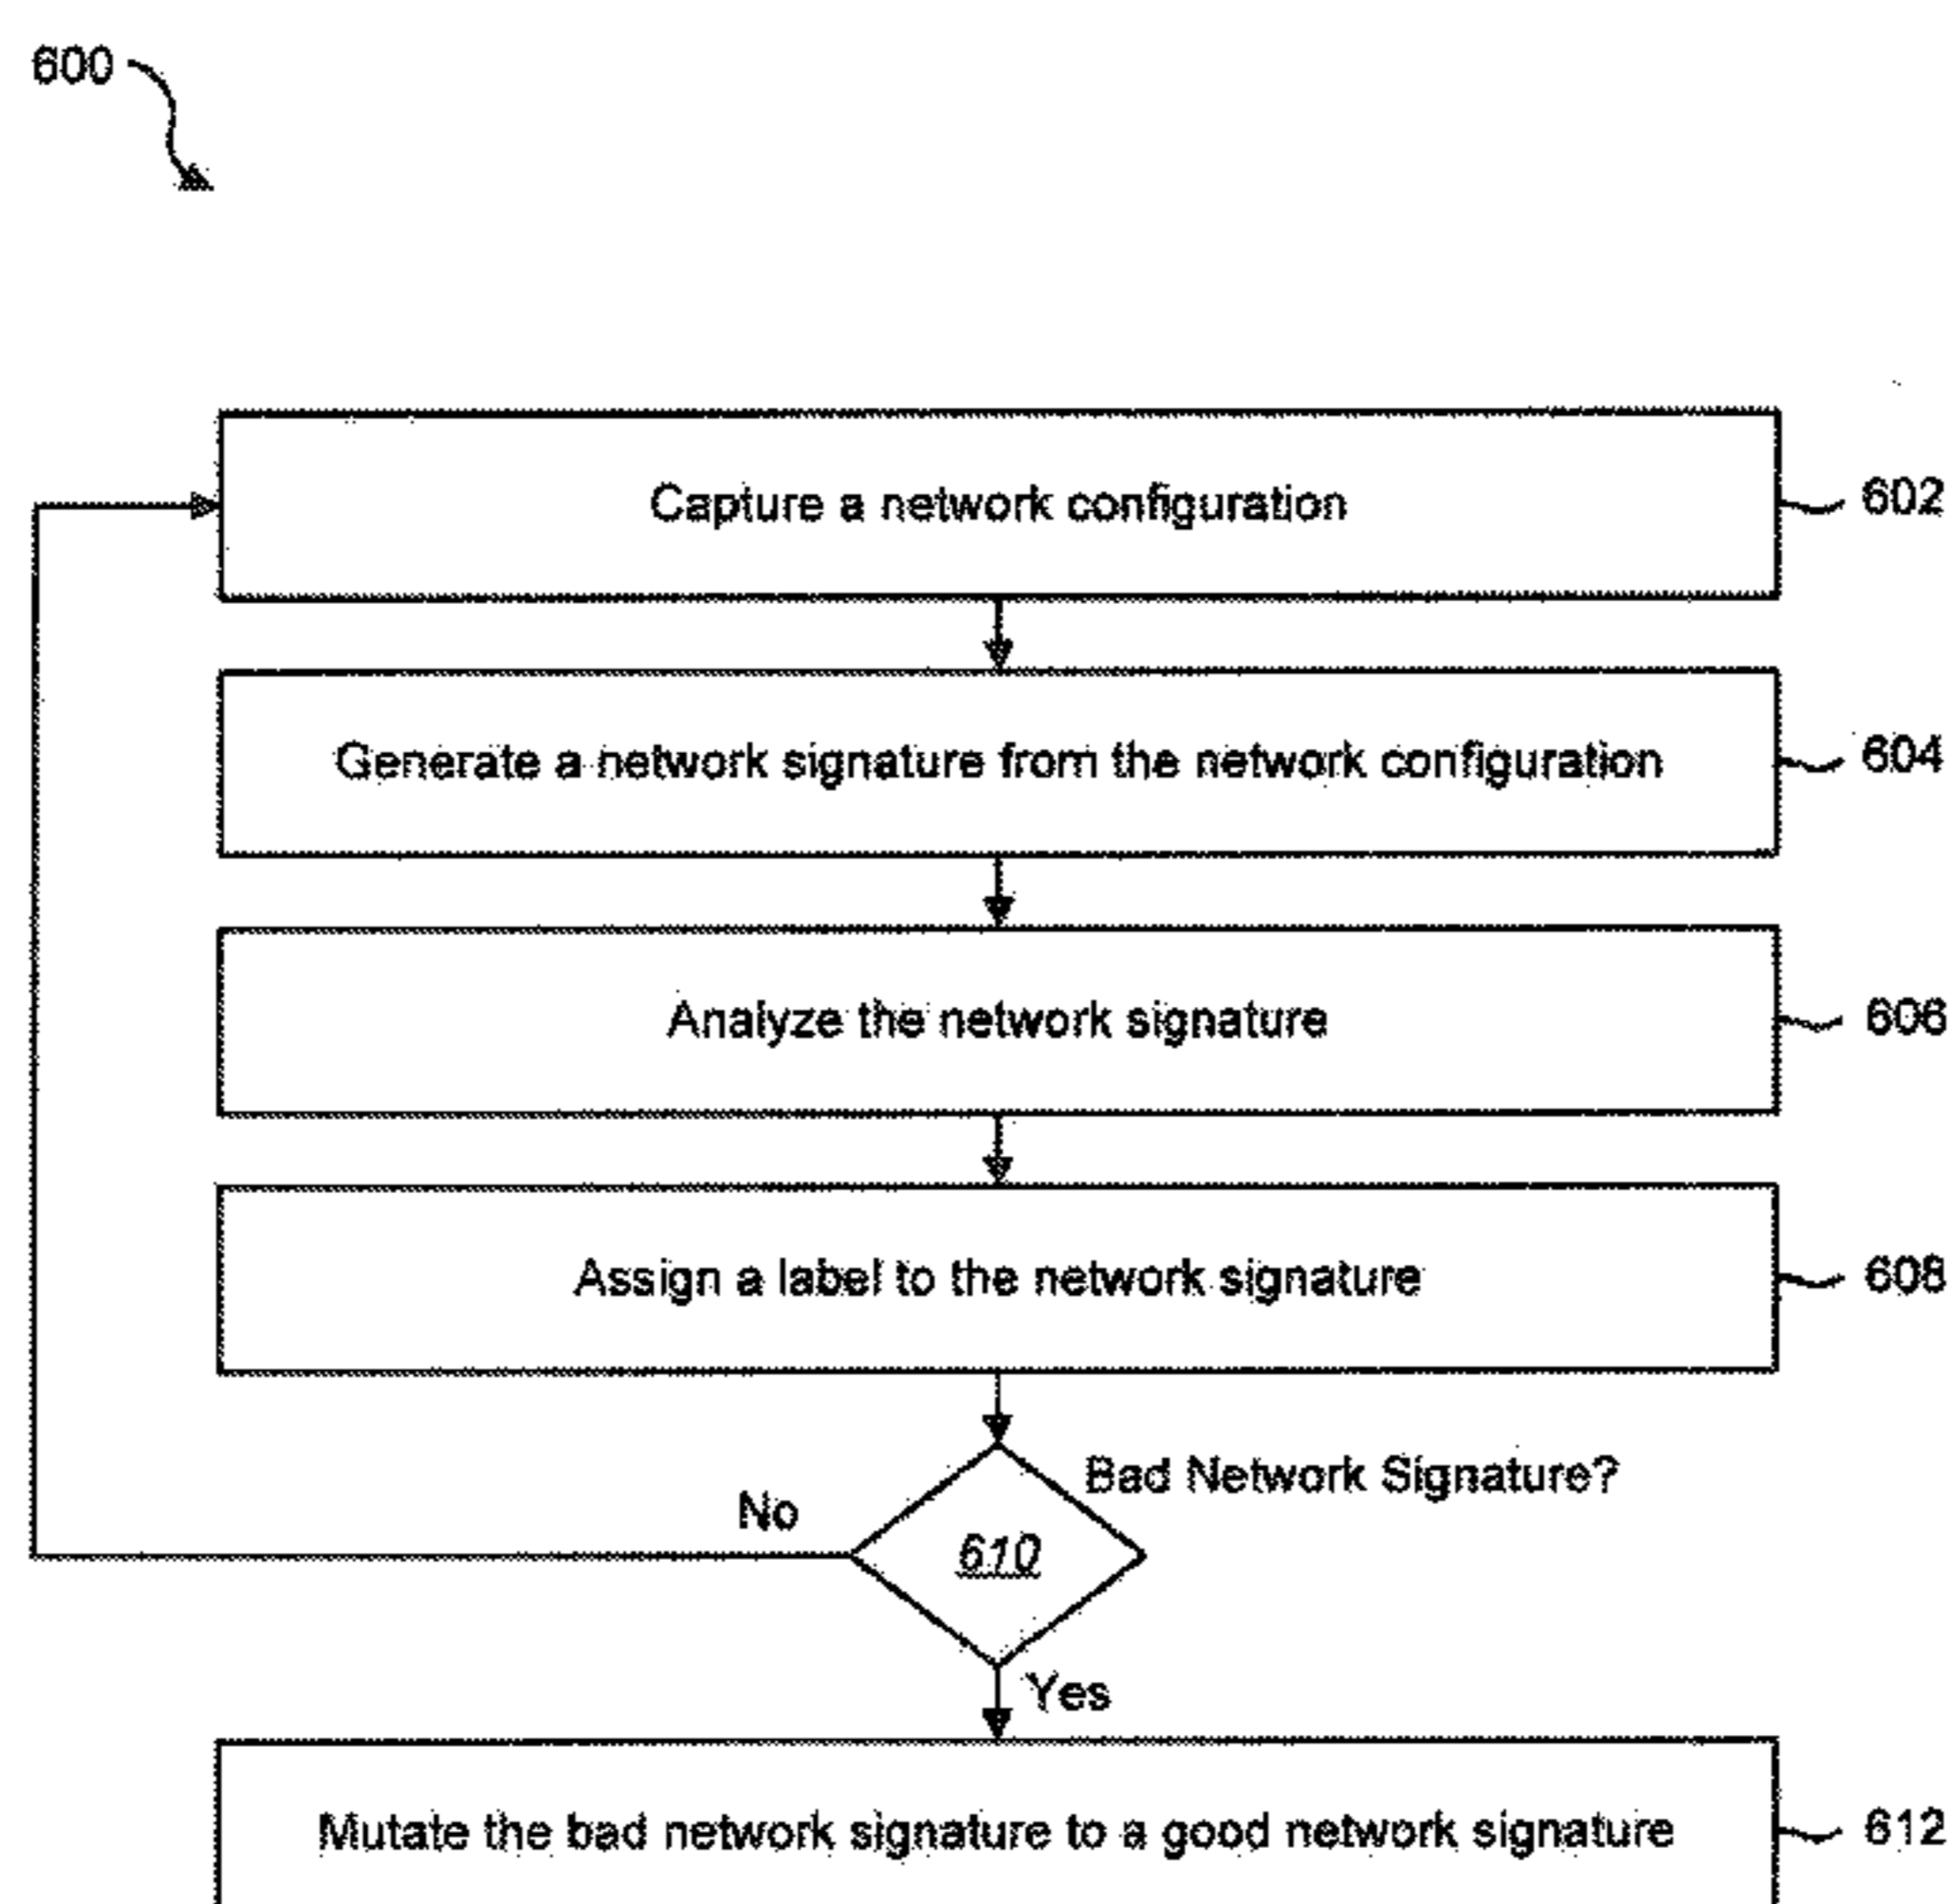 600
Capture a network configuration
602
Generate a network signature from the network configuration
604
Analyze the network signature
606
Assign a label to the network signature
608
Bad Network Signature?
No
610
Yes
Mutate the bad network signature to a good network signature
612